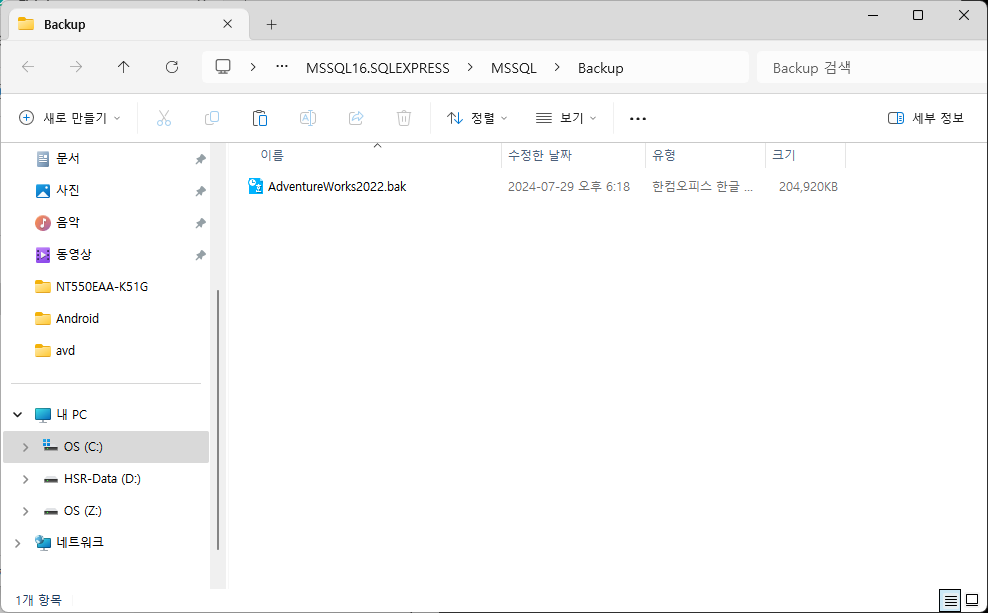 Backup
MSSQL16.SQLEXPRESS MSSQL Backup
Backup 검색
새로 만들기
정렬
보기
세부 정보
문서
사진
음악
동영상
NT550EAA-K51G
Android
avd
내 PC
OS (C:)
HSR-Data (D:)
OS (Z:)
네트워크
이름 수정한 날짜 유형 크기
AdventureWorks2022.bak 2024-07-29 오후 6:18 한컴오피스 한글 ... 204,920KB
1개 항목